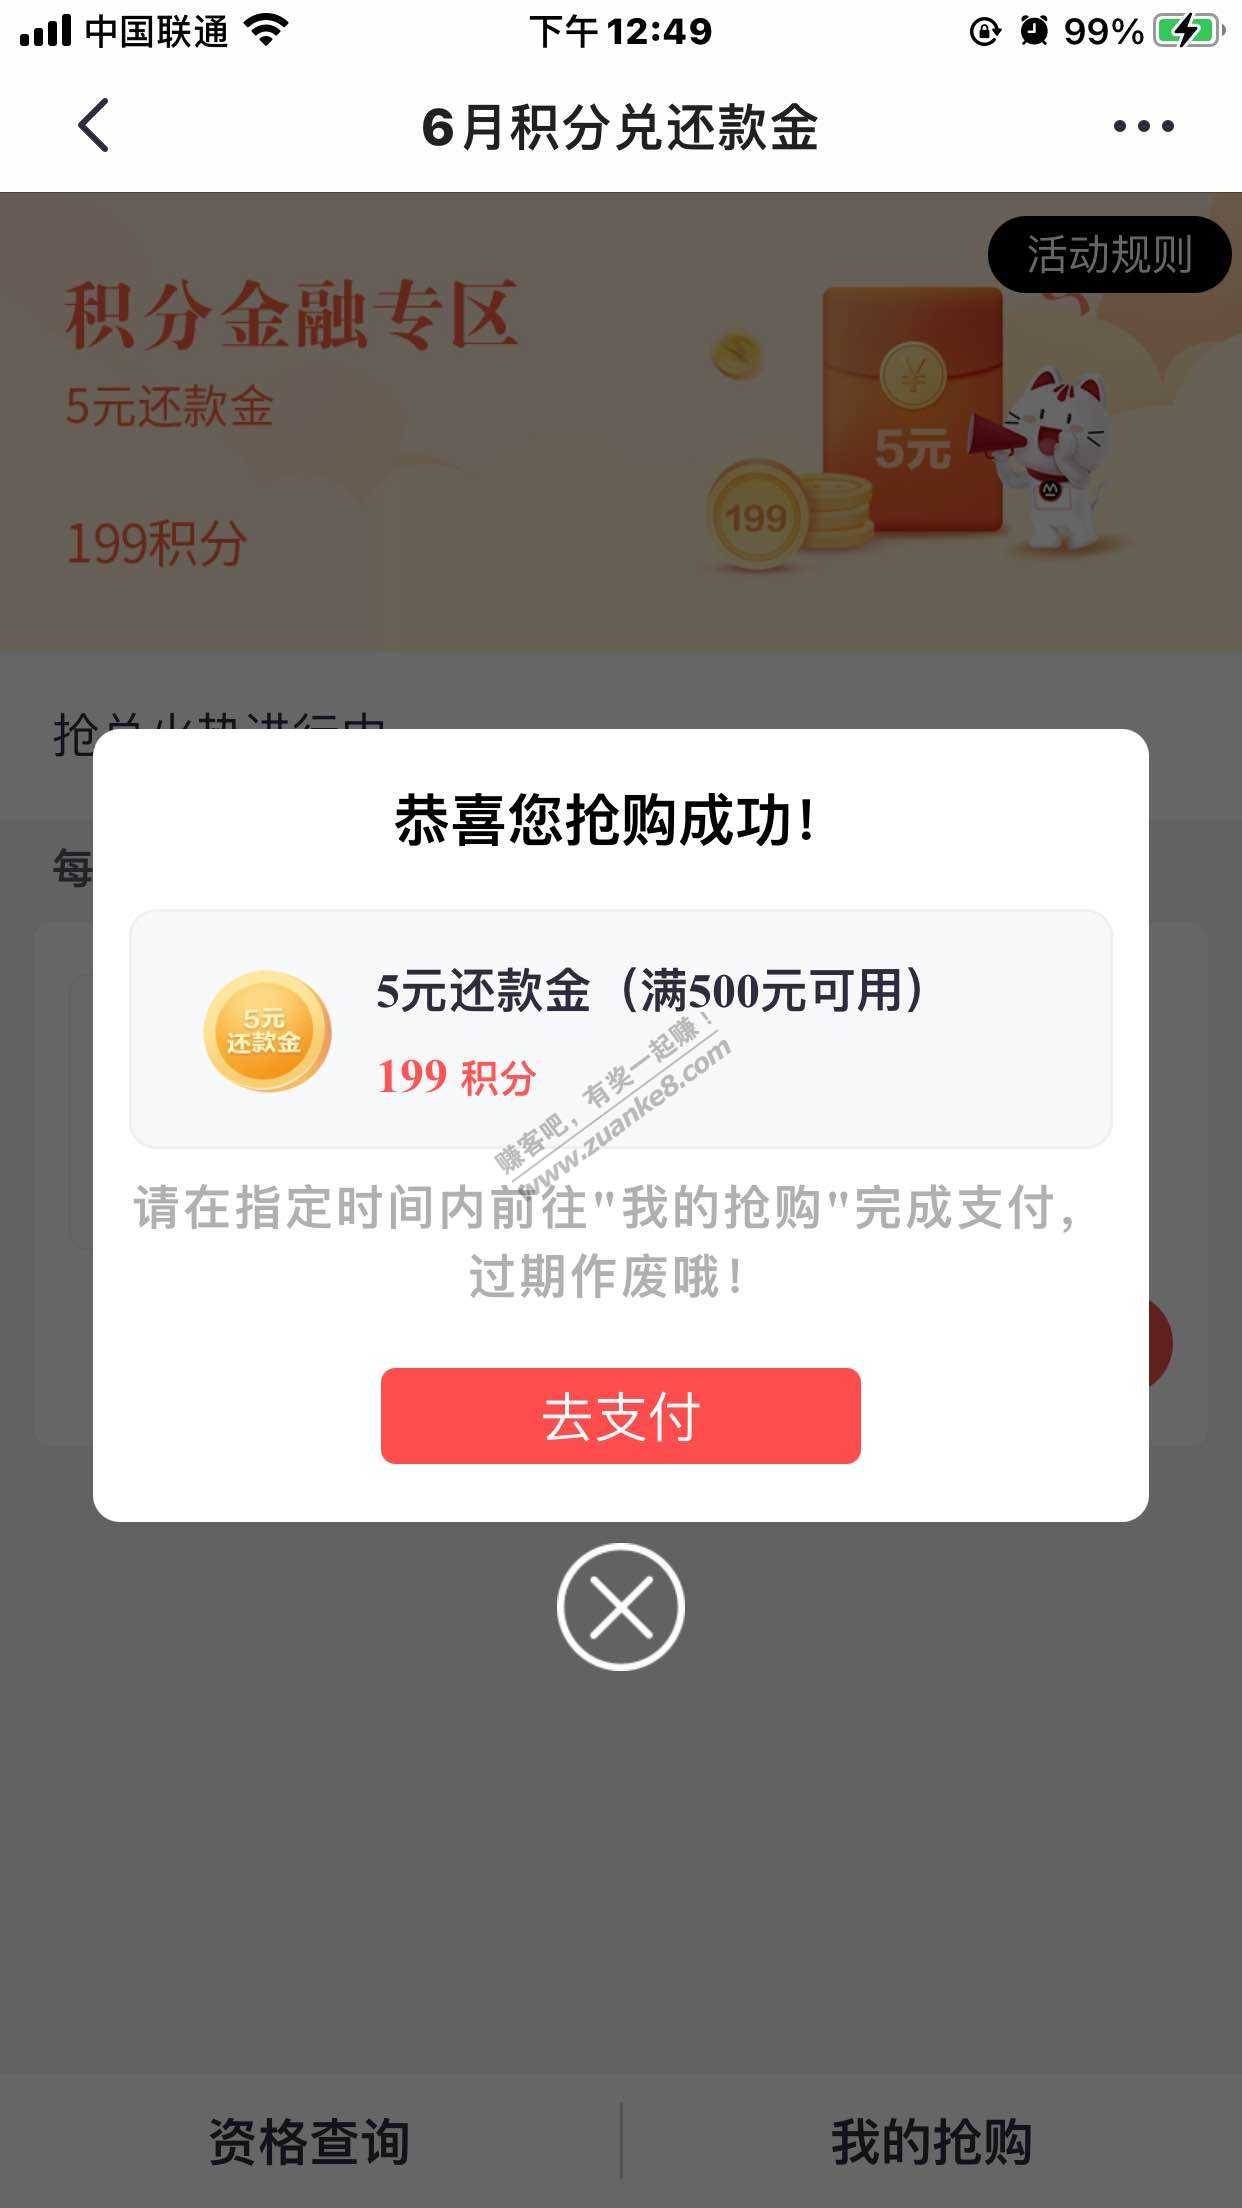 中国联通
下午 12:49
99%
6月积分兑还款金
活动规则
积分金融专区
5元还款金
199积分
¥
5元
199
抢兑火热进行中
每
恭喜您抢购成功！
5元还款金（满500元可用）
5元
还款金
199 积分
赚客吧，有奖一起赚！
www.zuanke8.com
请在指定时间内前往"我的抢购"完成支付，
过期作废哦！
去支付
资格查询
我的抢购